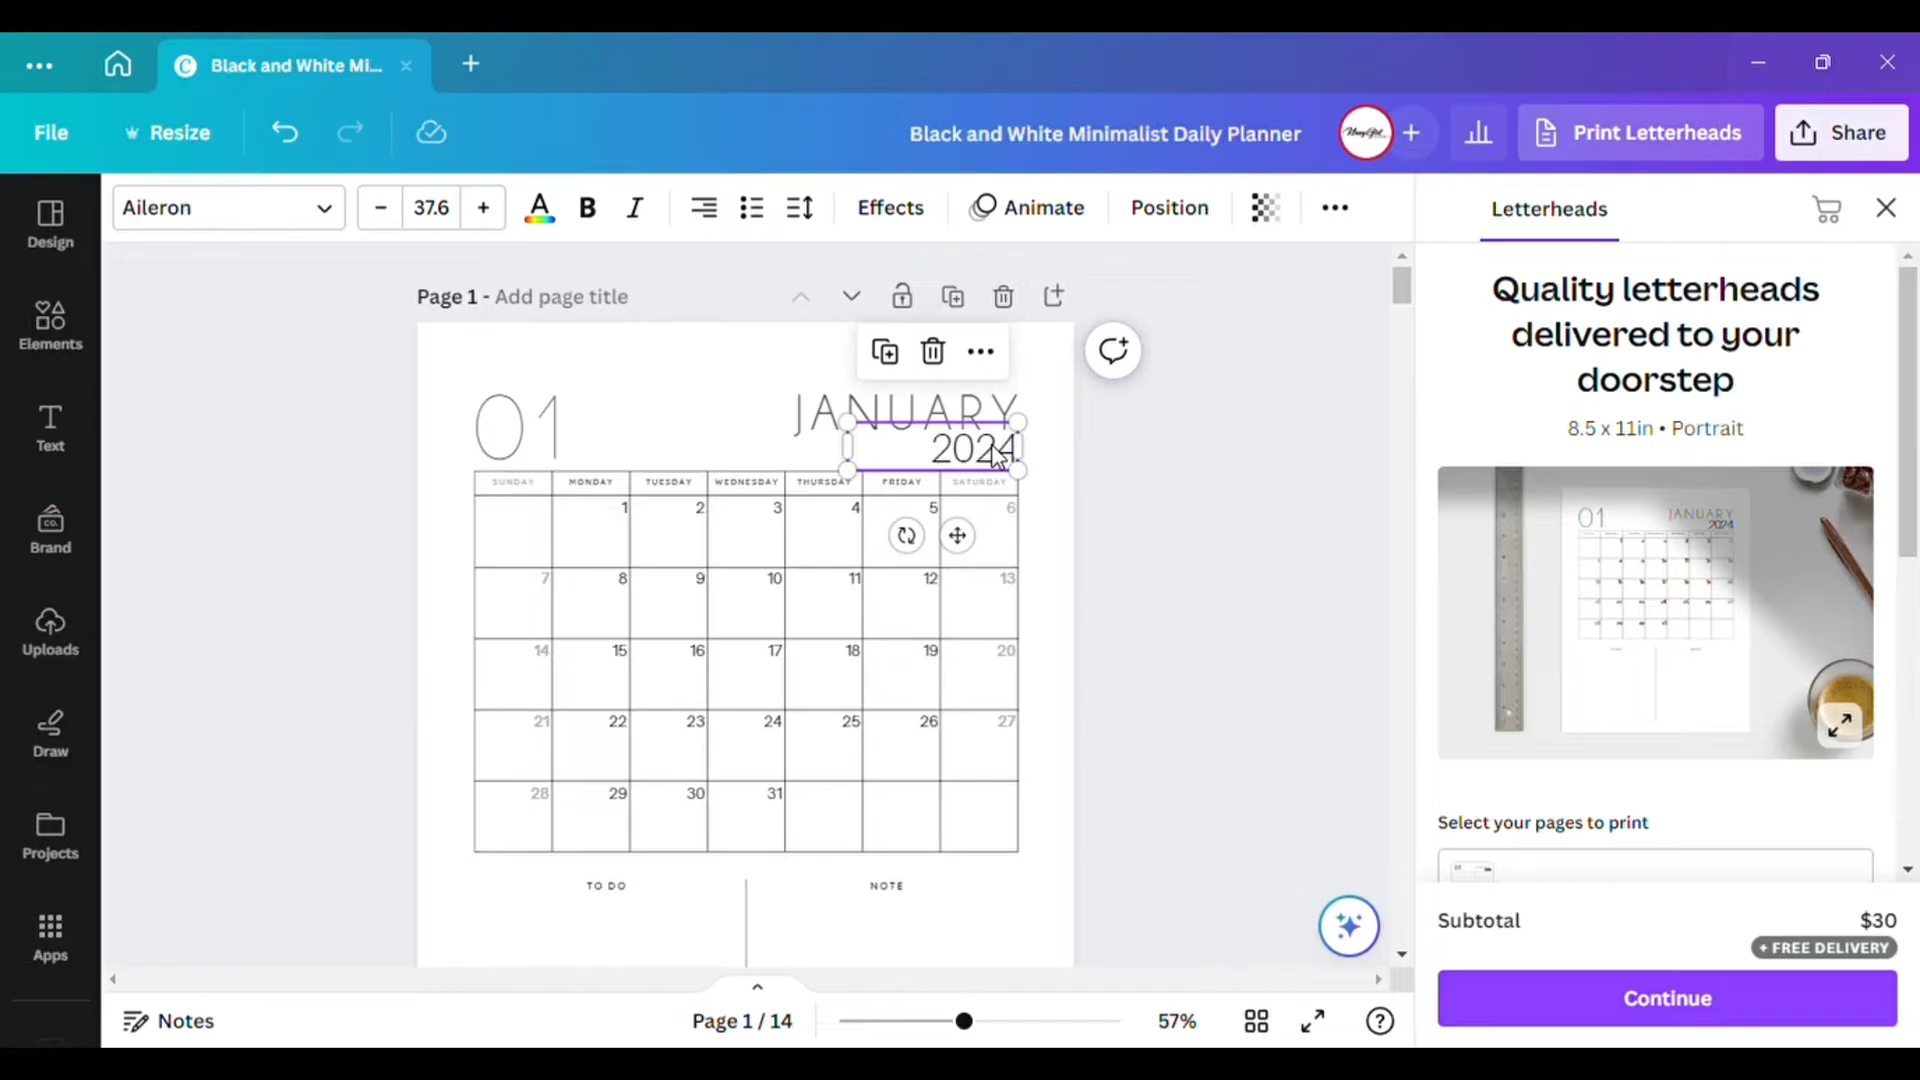 Black and White Mi...
File
Resize
Black and White Minimalist Daily Planner
Print Letterheads
Share
Aileron
37.6
A
B
I
Effects
Animate
Position
Letterheads
Design
Elements
Text
Brand
Uploads
Draw
Projects
Apps
Page 1 - Add page title
01
JANUARY
2024
SUNDAY MONDAY TUESDAY WEDNESDAY THURSDAY FRIDAY SATURDAY
1 2 3 4 5 6
7 8 9 10 11 12 13
14 15 16 17 18 19 20
21 22 23 24 25 26 27
28 29 30 31
TO DO
NOTE
Quality letterheads
delivered to your
doorstep
8.5 x 11in • Portrait
01
JANUARY
2024
Select your pages to print
Subtotal
$30
+ FREE DELIVERY
Continue
Notes
Page 1 / 14
57%